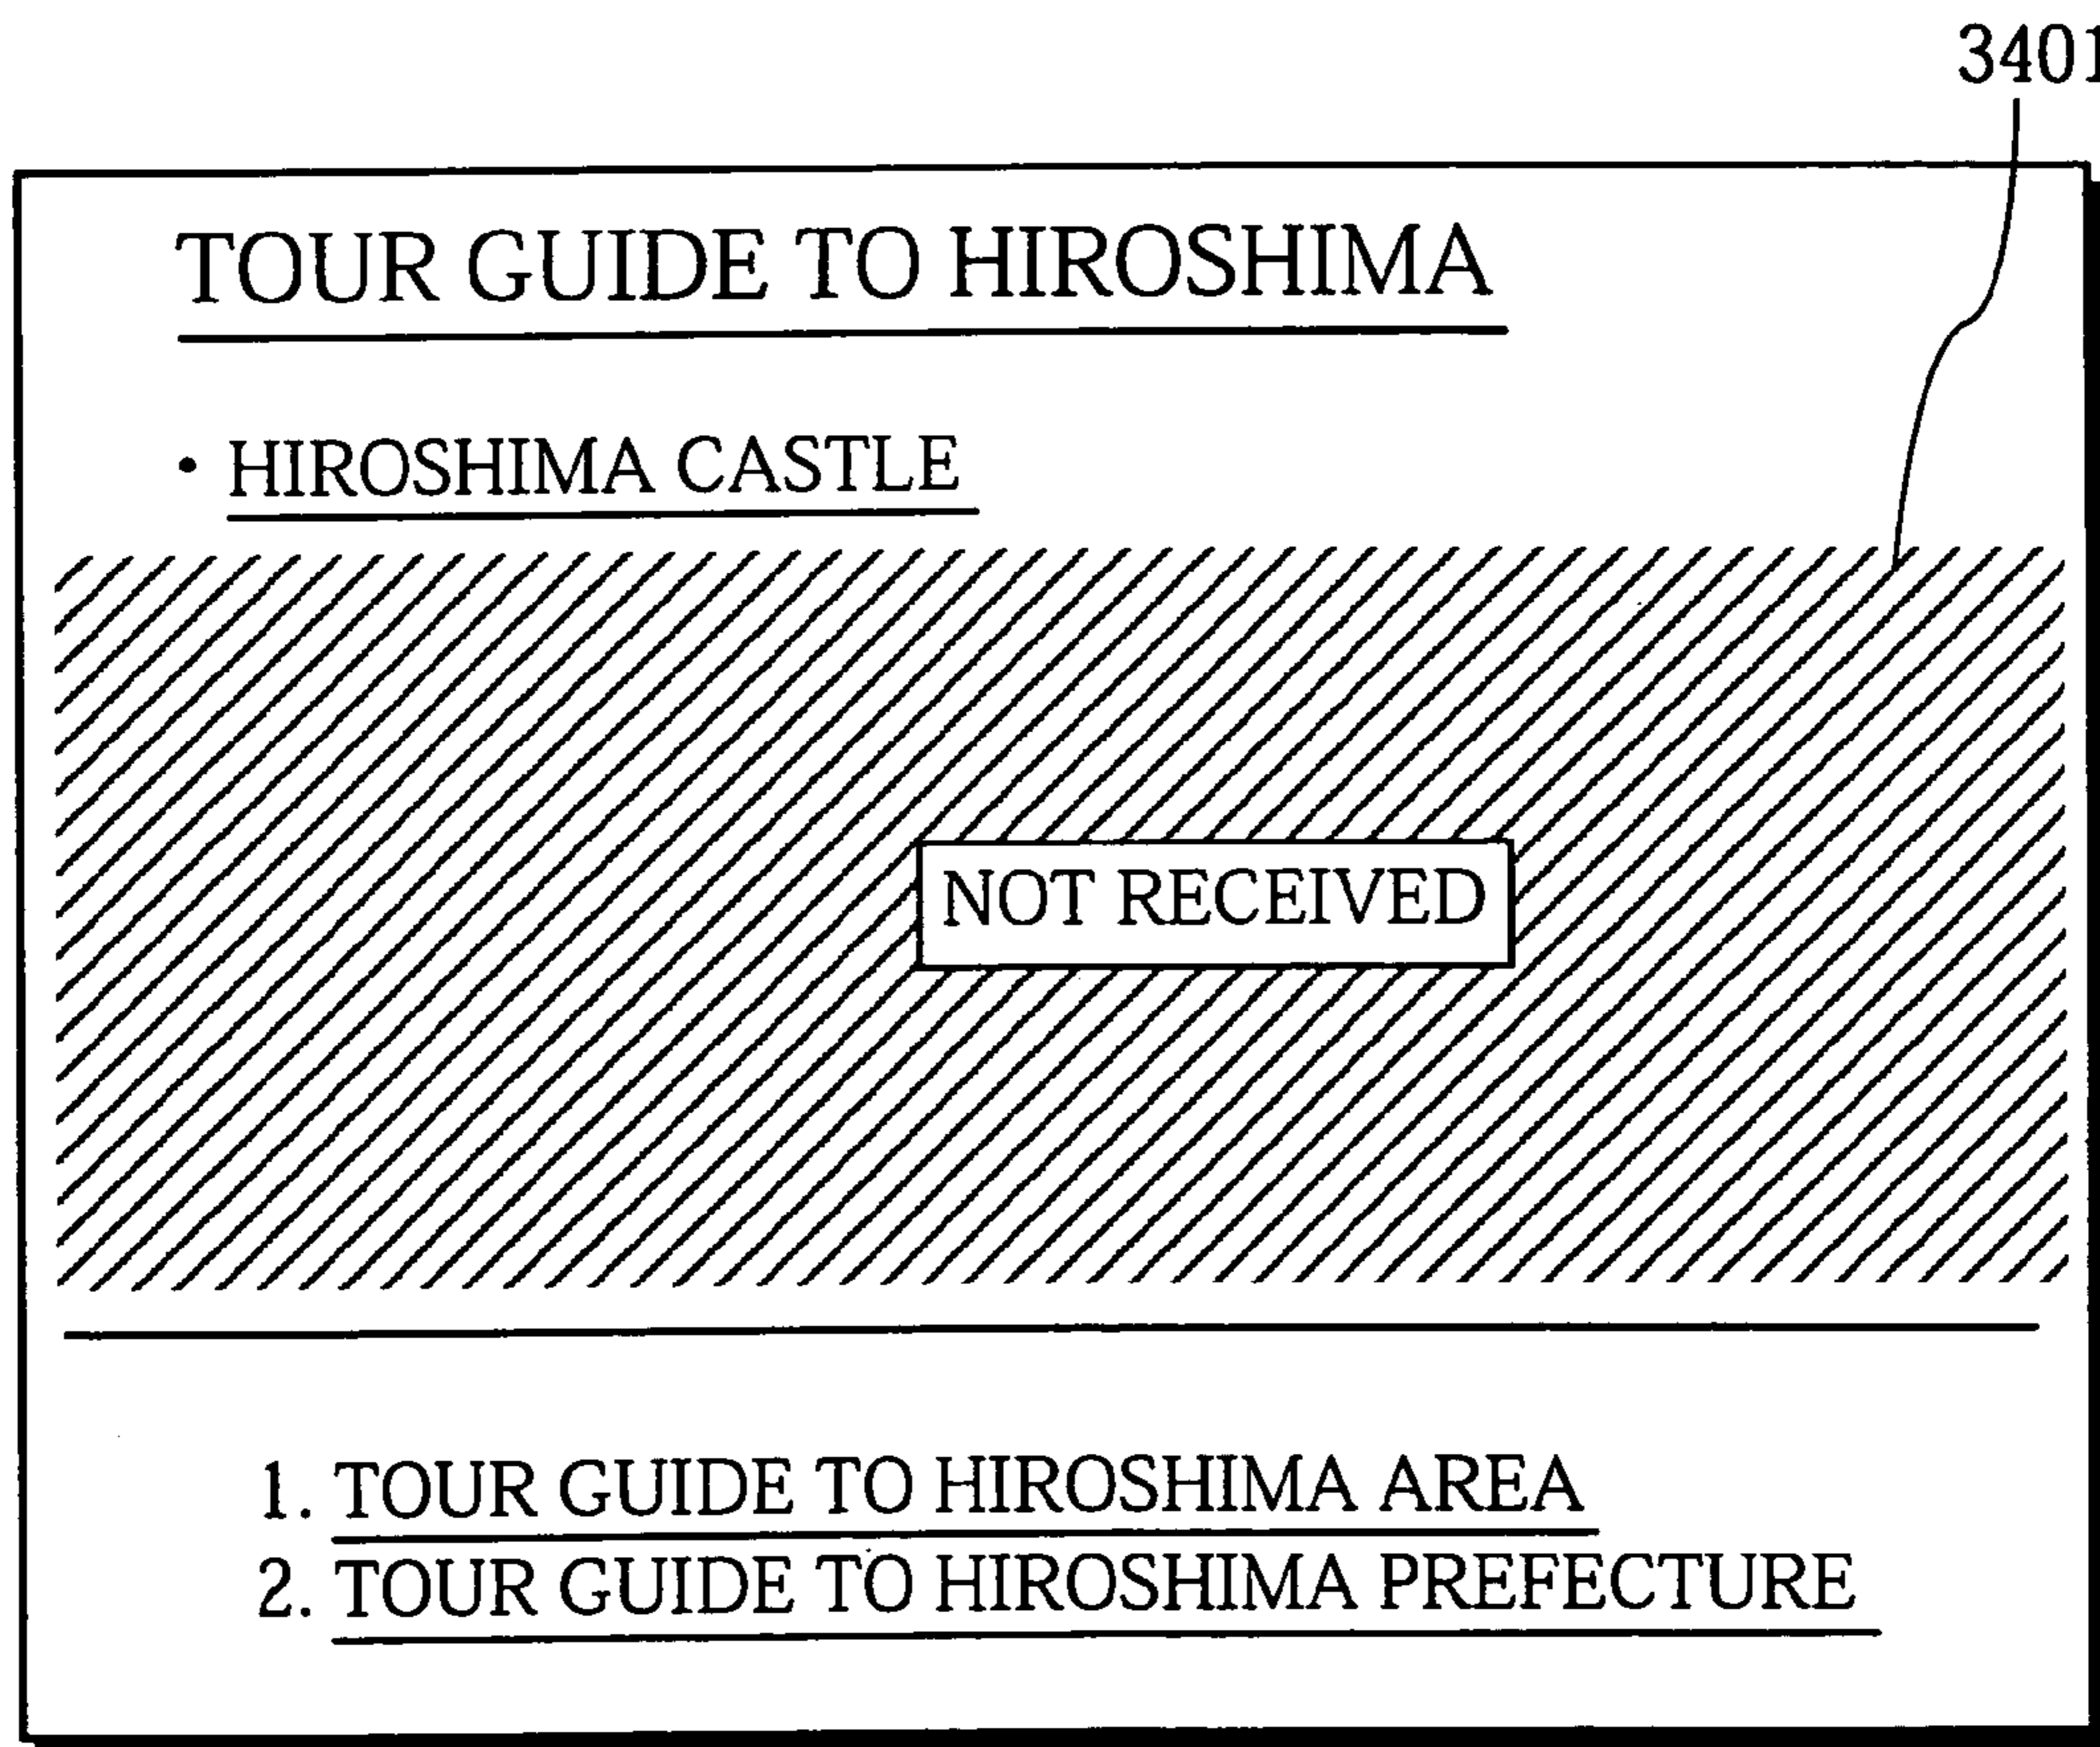 3401
TOUR GUIDE TO HIROSHIMA
· HIROSHIMA CASTLE
NOT RECEIVED
1. TOUR GUIDE TO HIROSHIMA AREA
2. TOUR GUIDE TO HIROSHIMA PREFECTURE